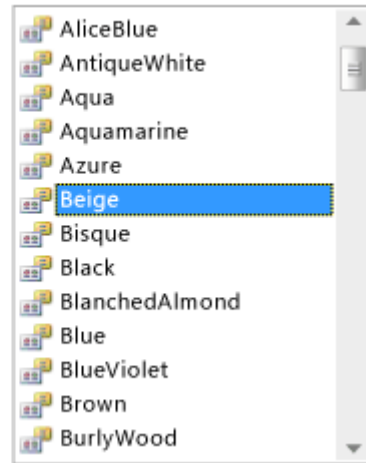 AliceBlue
AntiqueWhite
Aqua
Aquamarine
Azure
Beige
Bisque
Black
BlanchedAlmond
Blue
BlueViolet
Brown
BurlyWood